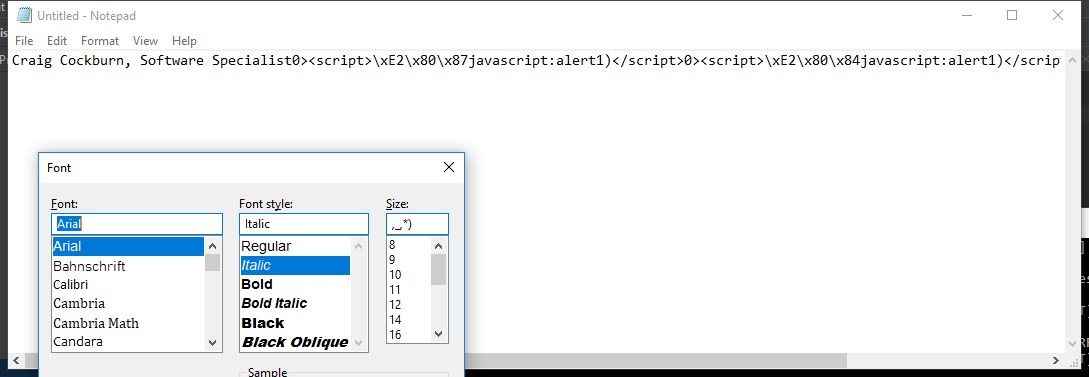 Untitled - Notepad
File Edit Format View Help
Craig Cockburn, Software Specialist0><script>\xE2\x80\x87javascript:alert1)</script>0><script>\xE2\x80\x84javascript:alert1)</script
Font
Font: Font style: Size:
Arial Italic ,_*)
Arial Regular 8
Bahnschrift Italic 9
Calibri Bold 10
Cambria Bold Italic 11
Cambria Math Black 12
Candara Black Oblique 14
16
Sample